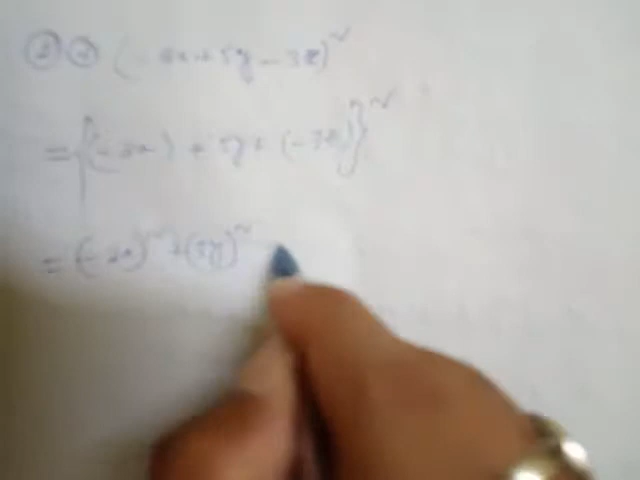 (-2x+5y-3z)²
={(-2x)+5y+(-3z)}²
=(-2x)²+(5y)²